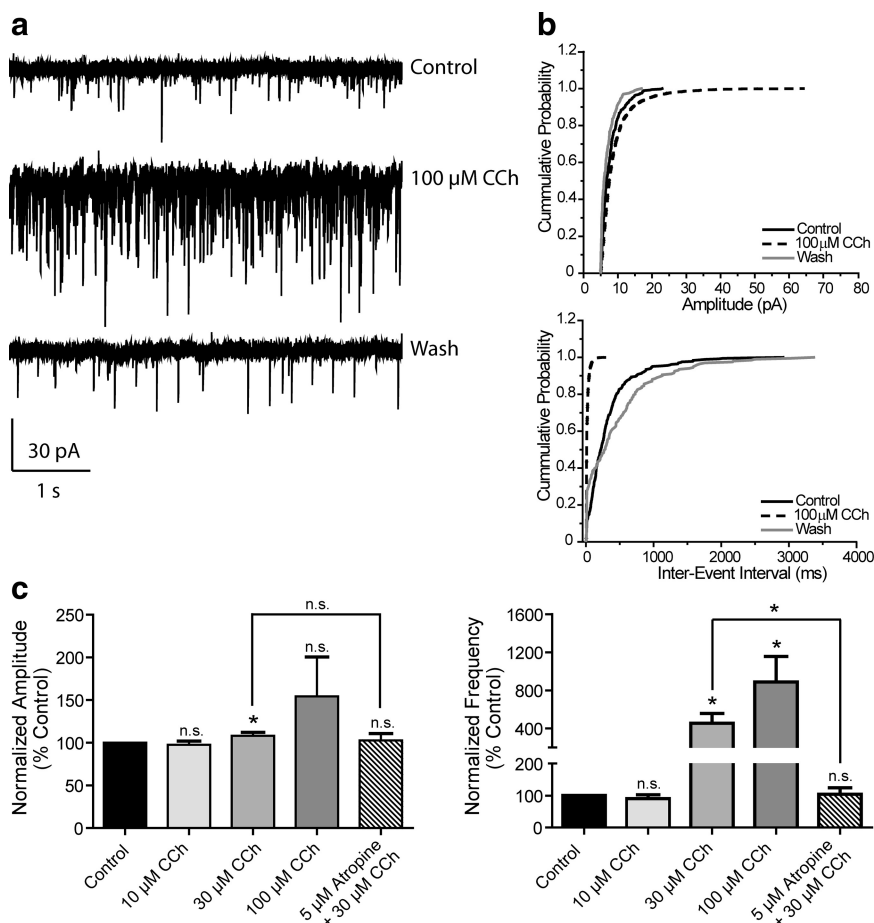 a
Control
100 µM CCh
Wash
30 pA
1 s
b
Cummulative Probability
1.2
1.0
0.8
0.6
0.4
0.2
0
Control
100µM CCh
Wash
0 10 20 30 40 50 60 70 80
Amplitude (pA)
Cummulative Probability
1.2
1.0
0.8
0.6
0.4
0.2
0
Control
100µM CCh
Wash
0 1000 2000 3000 4000
Inter-Event Interval (ms)
c
Normalized Amplitude
(% Control)
250
200
150
100
50
0
n.s.
n.s.
n.s.
*
n.s.
Control
10 µM CCh
30 µM CCh
100 µM CCh
5 µM Atropine
+ 30 µM CCh
Normalized Frequency
(% Control)
1600
1200
800
400
200
100
0
*
*
*
n.s.
n.s.
Control
10 µM CCh
30 µM CCh
100 µM CCh
5 µM Atropine
+ 30 µM CCh